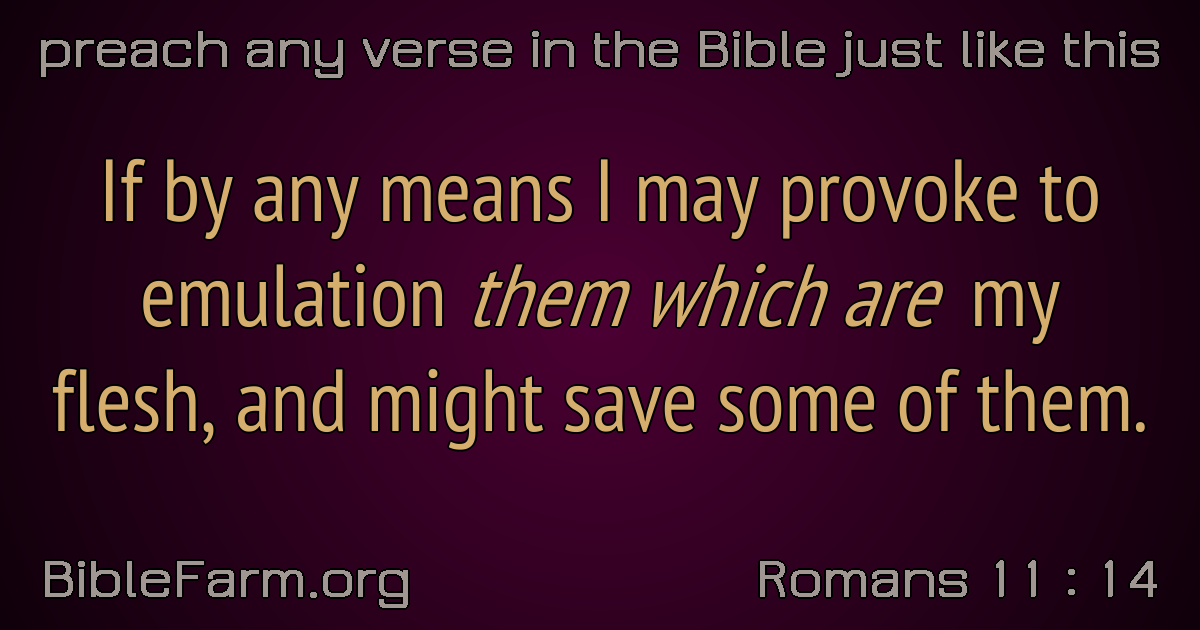 preach any verse in the Bible just like this
If by any means I may provoke to
emulation them which are my
flesh, and might save some of them.
BibleFarm.org
Romans 11 : 14